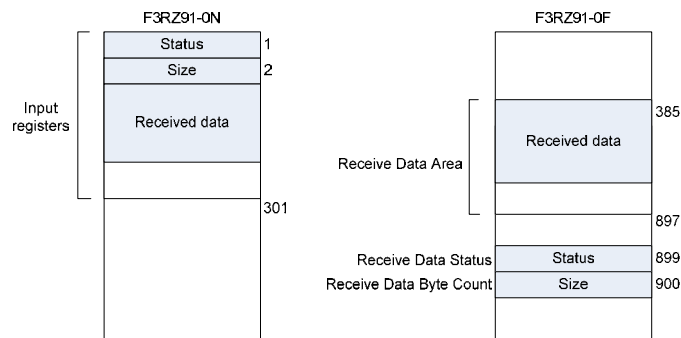 F3RZ91-0N
Status 1
Size 2
Input
registers
Received data
301
F3RZ91-0F
385
Received data
Receive Data Area
897
Receive Data Status Status 899
Receive Data Byte Count Size 900